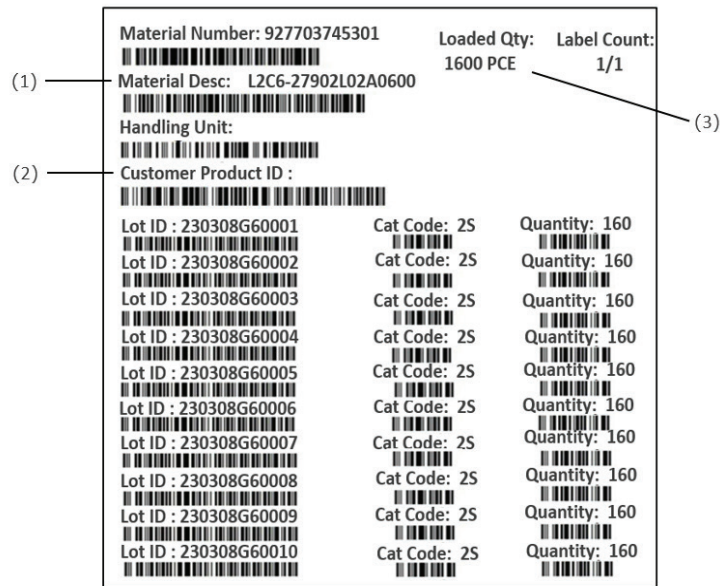 Material Number: 927703745301
Loaded Qty: Label Count:
1600 PCE 1/1
(1)
Material Desc: L2C6-27902L02A0600
(3)
Handling Unit:
(2)
Customer Product ID :
Lot ID : 230308G60001 Cat Code: 2S Quantity: 160
Lot ID : 230308G60002 Cat Code: 2S Quantity: 160
Lot ID : 230308G60003 Cat Code: 2S Quantity: 160
Lot ID : 230308G60004 Cat Code: 2S Quantity: 160
Lot ID : 230308G60005 Cat Code: 2S Quantity: 160
Lot ID : 230308G60006 Cat Code: 2S Quantity: 160
Lot ID : 230308G60007 Cat Code: 2S Quantity: 160
Lot ID : 230308G60008 Cat Code: 2S Quantity: 160
Lot ID : 230308G60009 Cat Code: 2S Quantity: 160
Lot ID : 230308G60010 Cat Code: 2S Quantity: 160